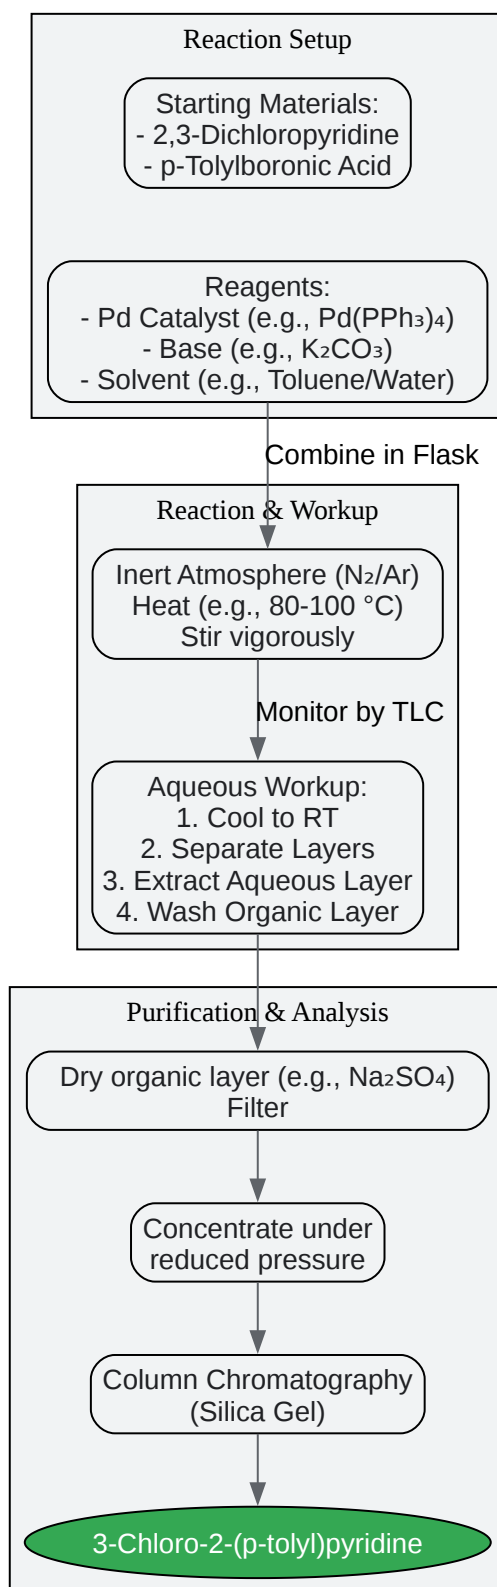 Reaction Setup
Starting Materials:
- 2,3-Dichloropyridine
- p-Tolylboronic Acid
Reagents:
- Pd Catalyst (e.g., Pd(PPh₃)₄)
- Base (e.g., K₂CO₃)
- Solvent (e.g., Toluene/Water)
Combine in Flask
Reaction & Workup
Inert Atmosphere (N₂/Ar)
Heat (e.g., 80-100 °C)
Stir vigorously
Monitor by TLC
Aqueous Workup:
1. Cool to RT
2. Separate Layers
3. Extract Aqueous Layer
4. Wash Organic Layer
Purification & Analysis
Dry organic layer (e.g., Na₂SO₄)
Filter
Concentrate under
reduced pressure
Column Chromatography
(Silica Gel)
3-Chloro-2-(p-tolyl)pyridine